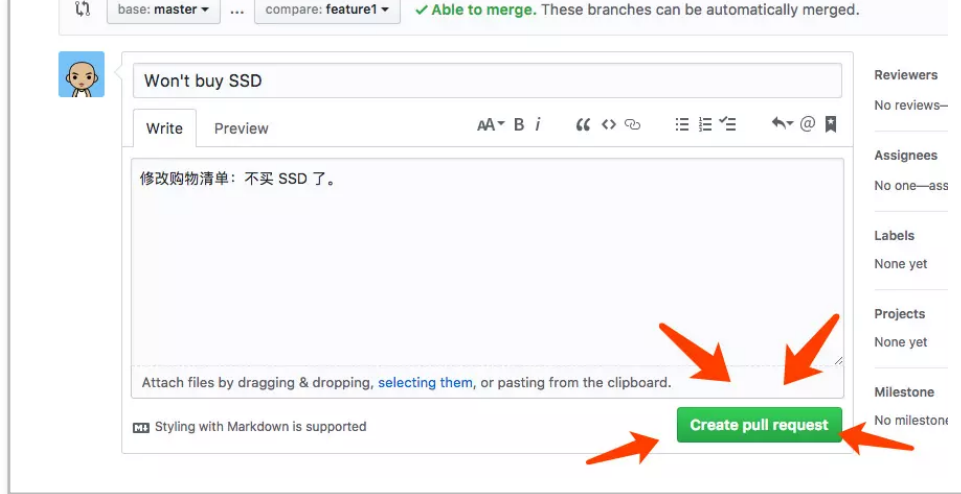 base: master ... compare: feature1 Able to merge. These branches can be automatically merged.
Won't buy SSD
Reviewers
No reviews—
Write Preview AA B i
修改购物清单：不买 SSD 了。
Assignees
No one—ass
Labels
None yet
Projects
None yet
Attach files by dragging & dropping, selecting them, or pasting from the clipboard.
Milestone
No milestone
Styling with Markdown is supported
Create pull request